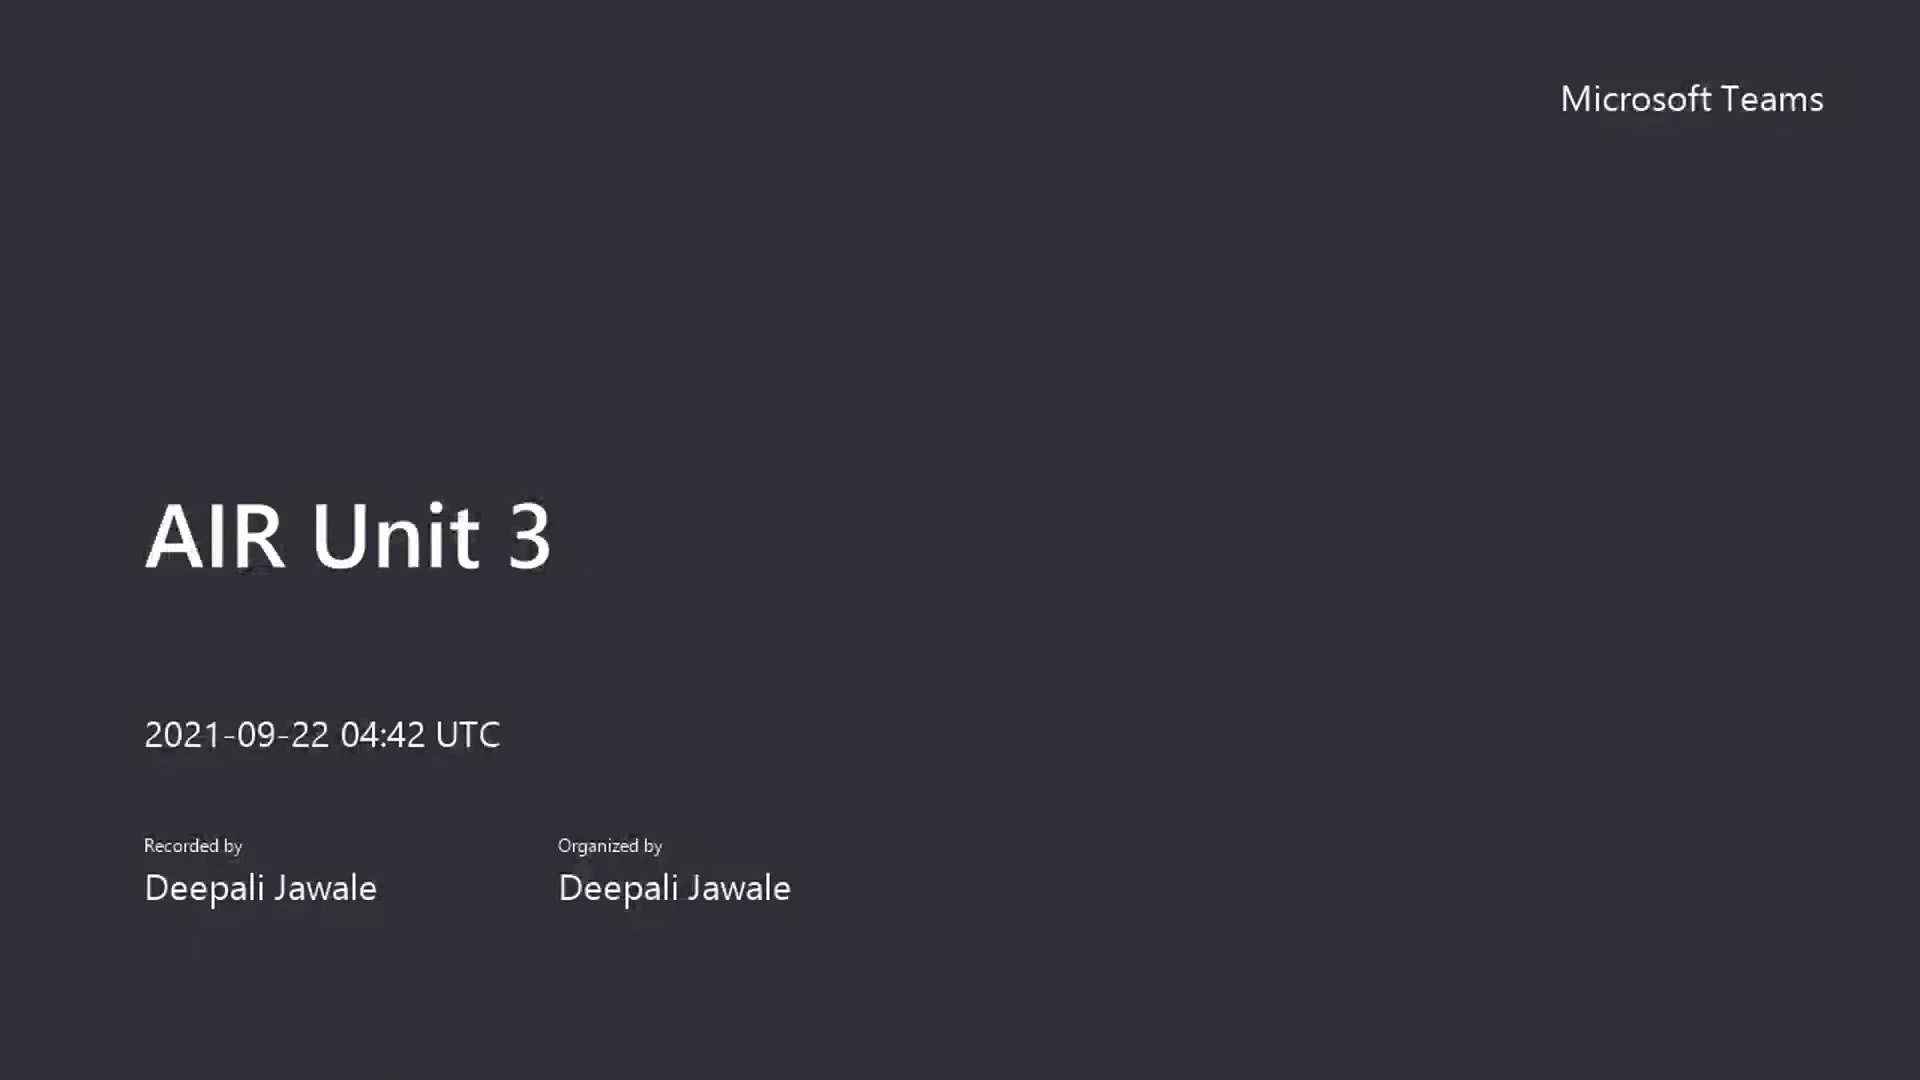 Microsoft Teams
AIR Unit 3
2021-09-22 04:42 UTC
Recorded by
Deepali Jawale
Organized by
Deepali Jawale